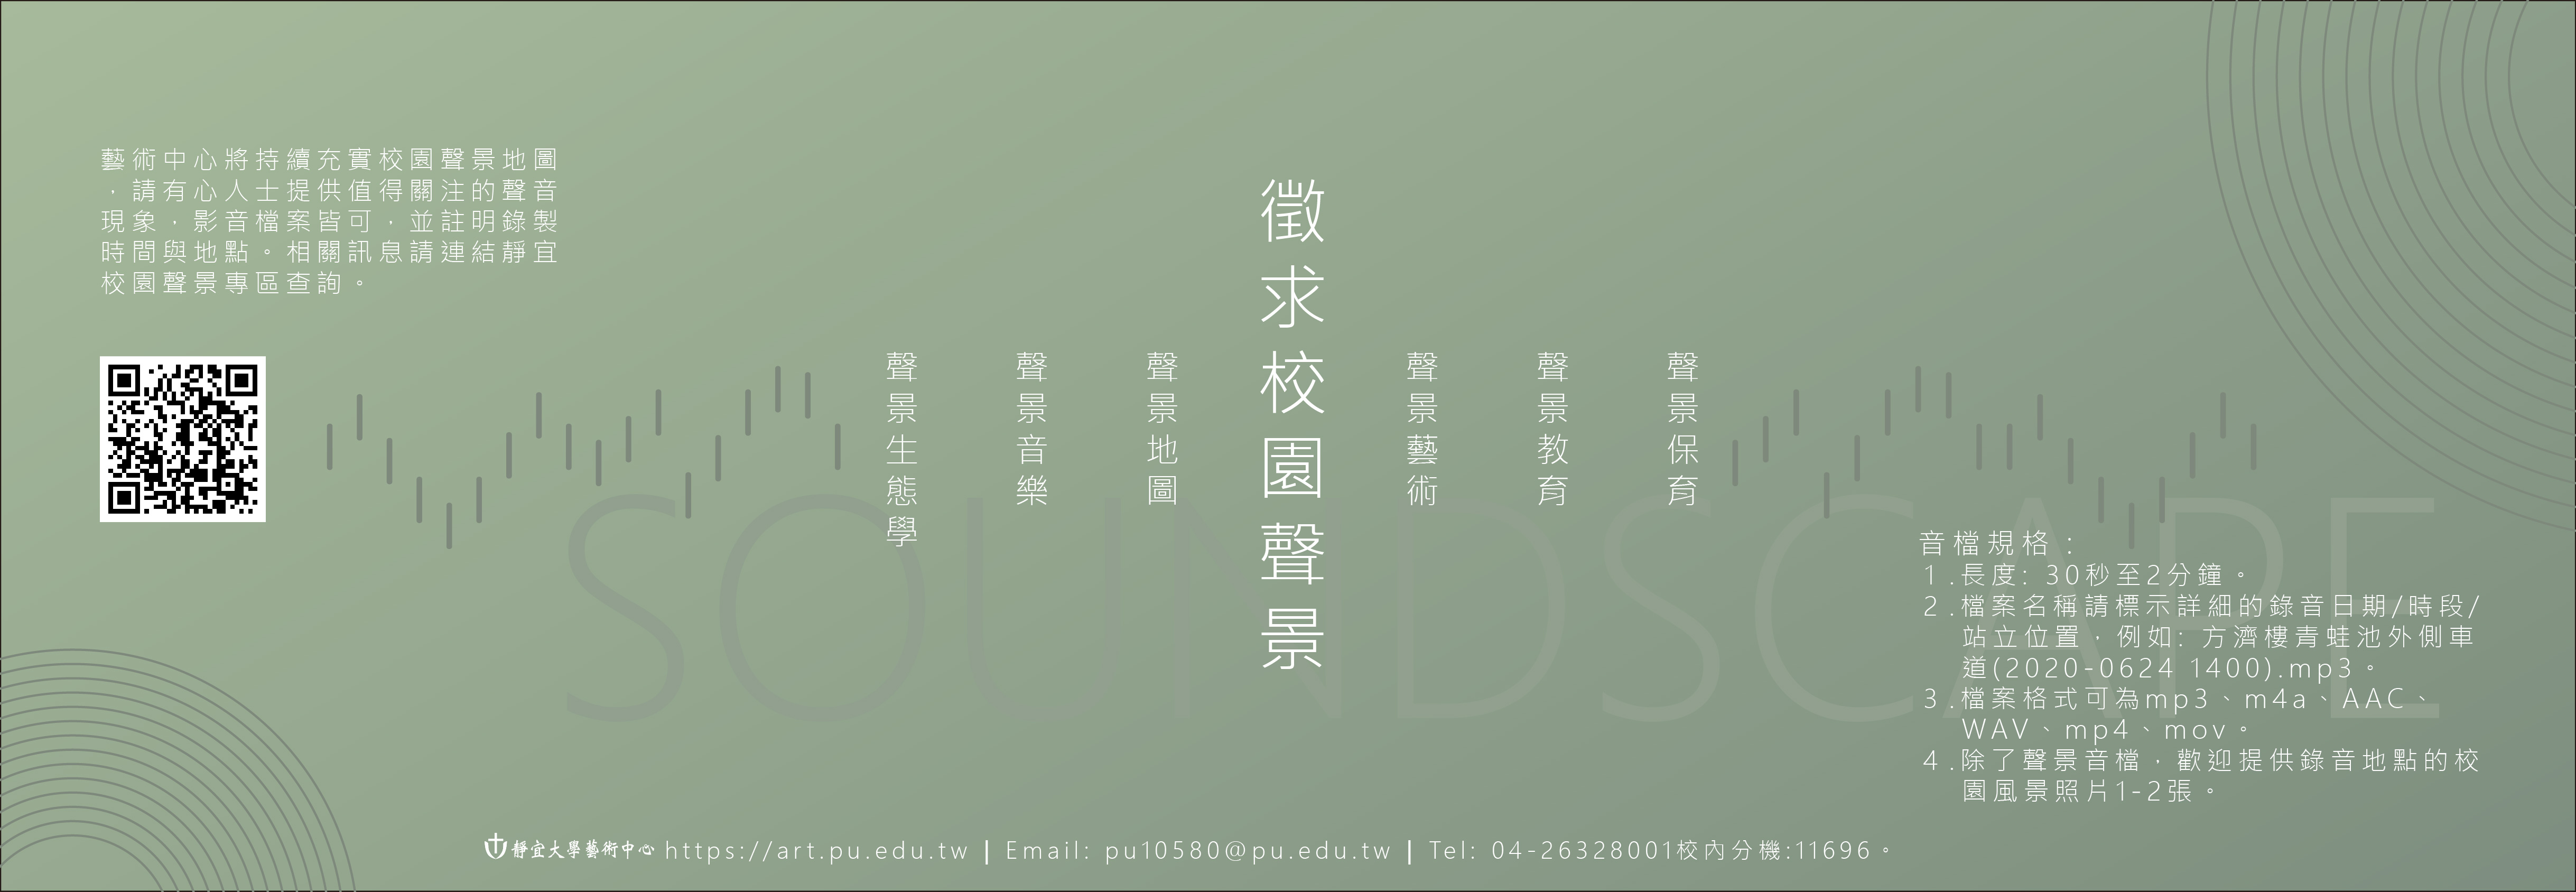 藝術中心將持續充實校園聲景地圖
，請有心人士提供值得關注的聲音
現象，影音檔案皆可，並註明錄製
時間與地點。相關訊息請連結靜宜
校園聲景專區查詢。
聲景生態學
聲景音樂
聲景地圖
徵求校園聲景
聲景藝術
聲景教育
聲景保育
SOUNDSCAPE
音檔規格：
1.長度: 30秒至2分鐘。
2.檔案名稱請標示詳細的錄音日期/時段/
站立位置，例如: 方濟樓青蛙池外側車
道(2020-0624 1400).mp3。
3.檔案格式可為mp3、m4a、AAC、
WAV、mp4、mov。
4.除了聲景音檔，歡迎提供錄音地點的校
園風景照片1-2張。
靜宜大學藝術中心 https://art.pu.edu.tw | Email: pu10580@pu.edu.tw | Tel: 04-26328001校內分機:11696。